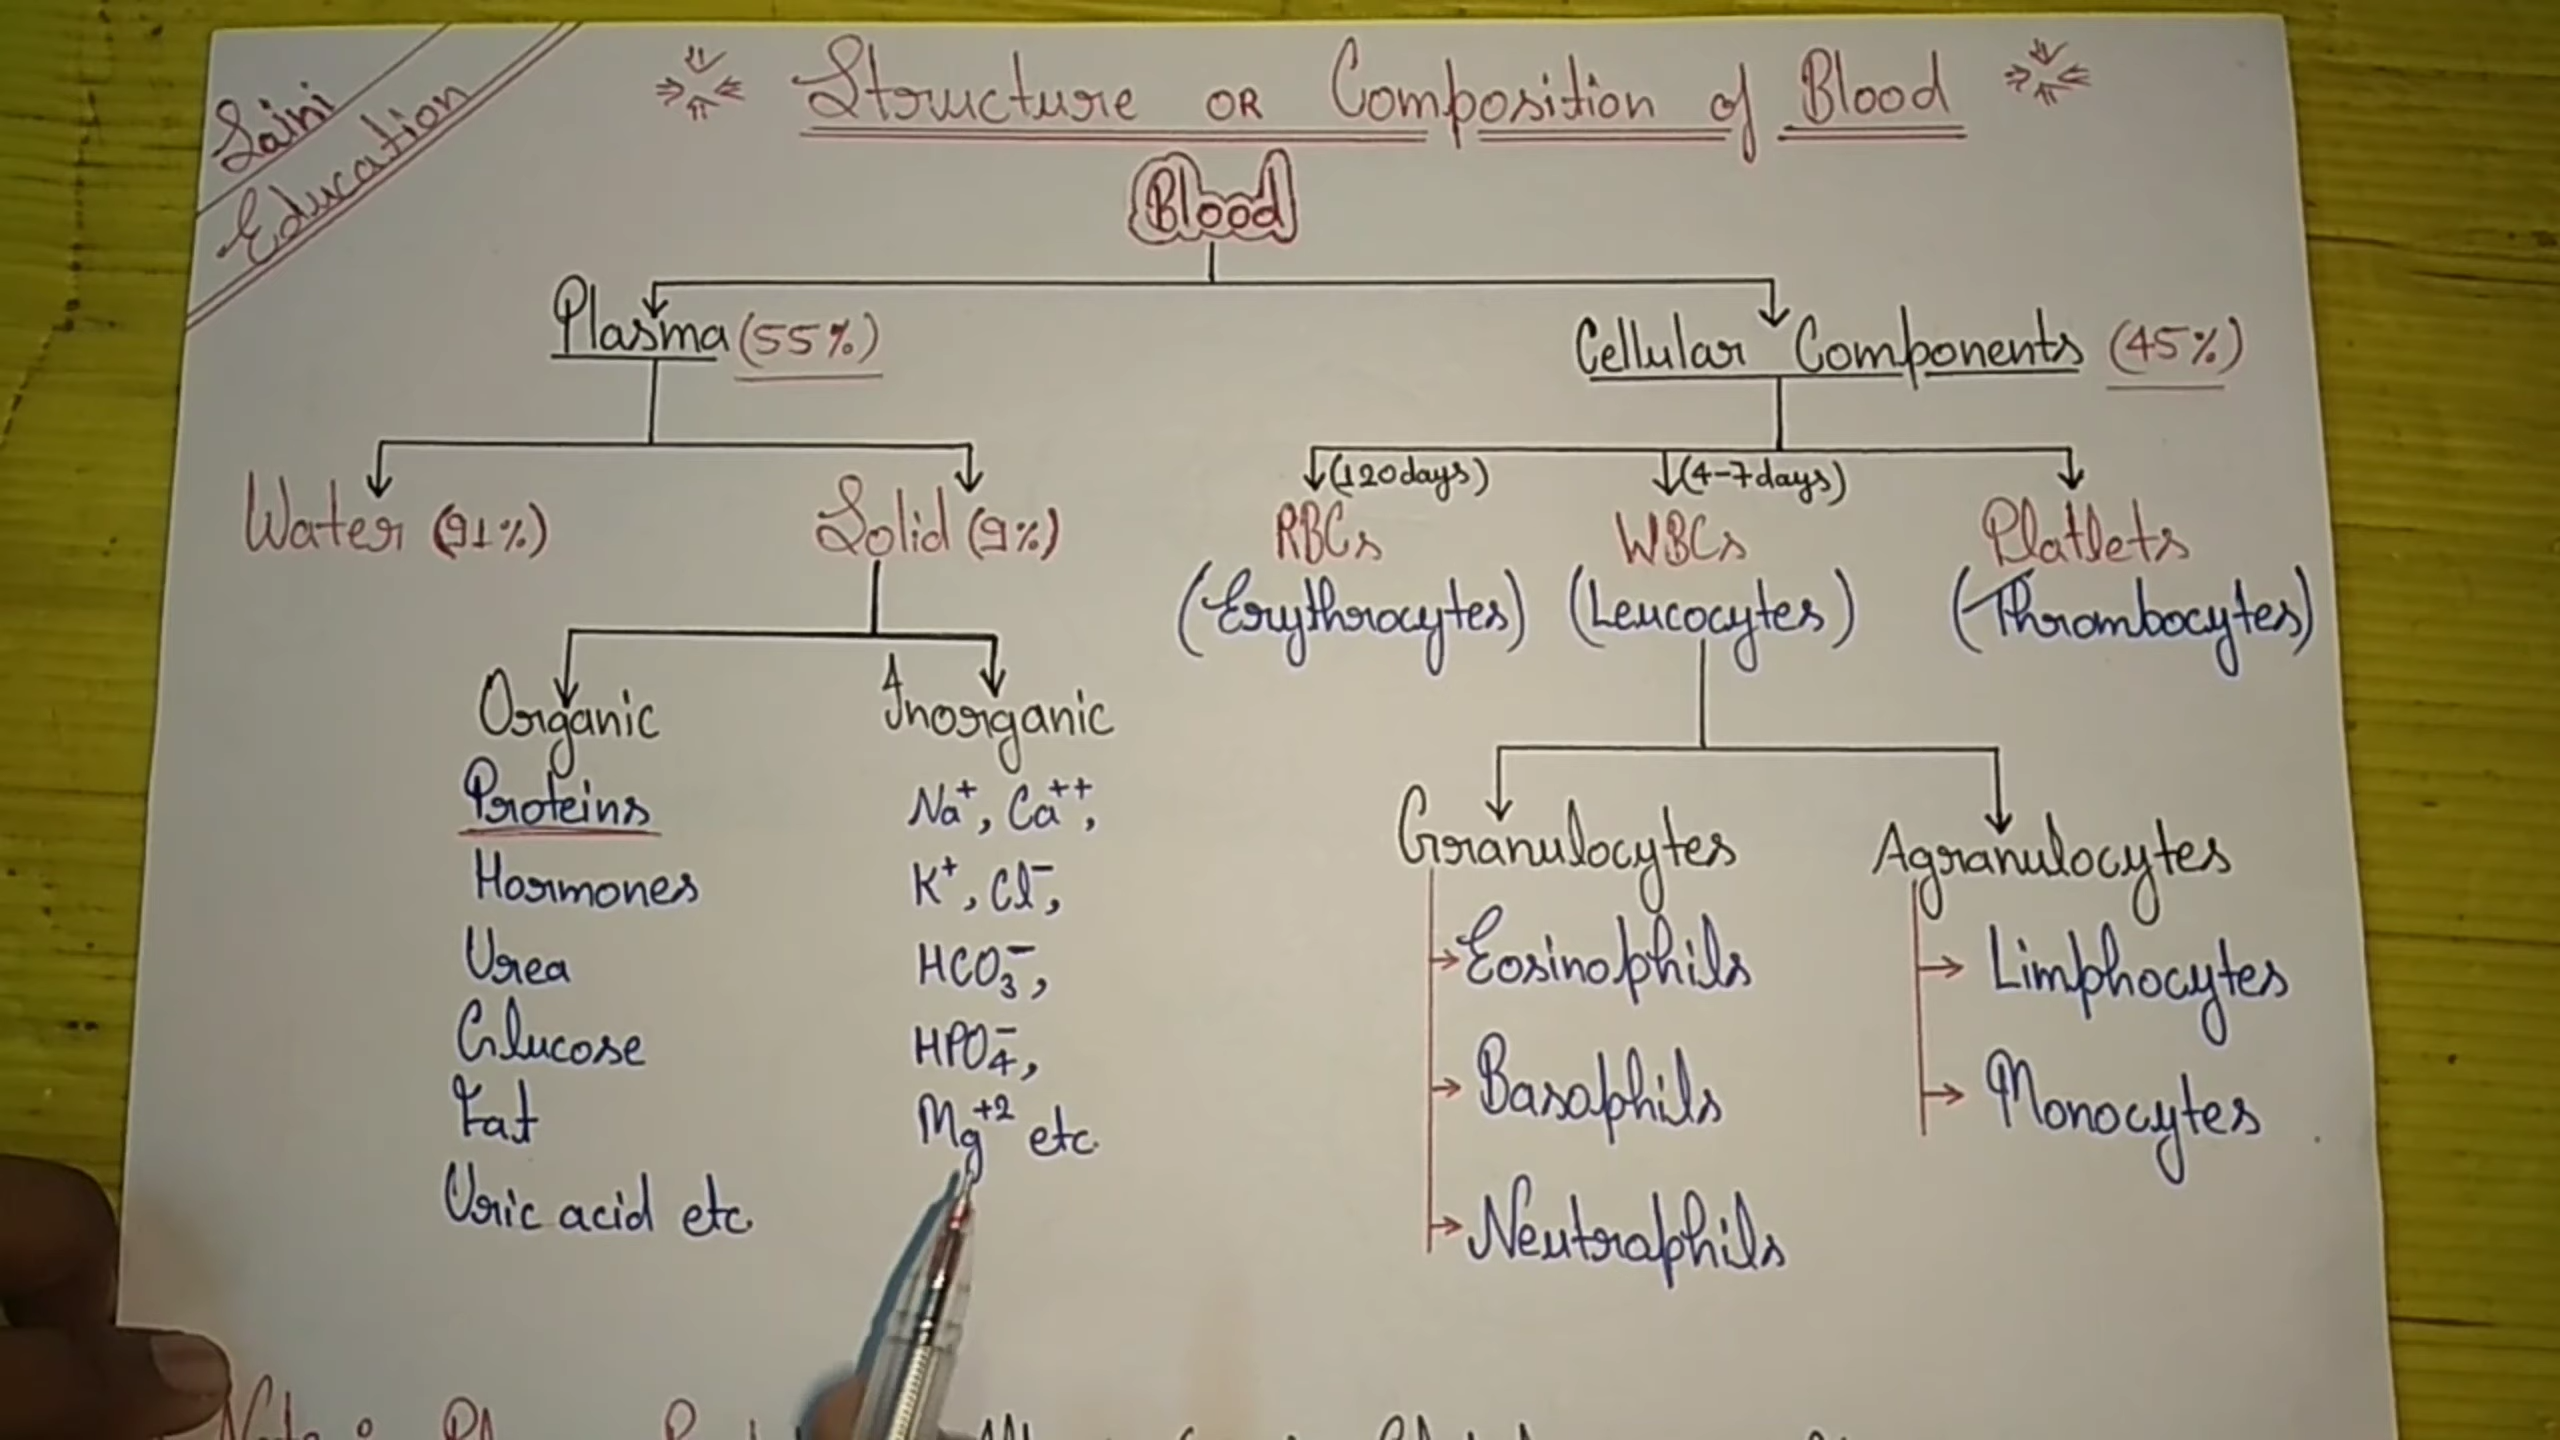 Saini
Education
Structure OR Composition of Blood
Blood
Plasma (55%)
Cellular Components (45%)
Water (91%)
Solid (9%)
(120 days)
(4-7 days)
RBCs
WBCs
Platlets
(Erythrocytes)
(Leucocytes)
(Thrombocytes)
Organic
Inorganic
Proteins
Hormones
Urea
Glucose
Fat
Uric acid etc
Na⁺, Ca⁺⁺,
K⁺, Cl⁻,
HCO₃⁻,
HPO₄⁻,
Mg⁺² etc.
Granulocytes
Eosinophils
Basophils
Neutraphils
Agranulocytes
Limphocytes
Monocytes